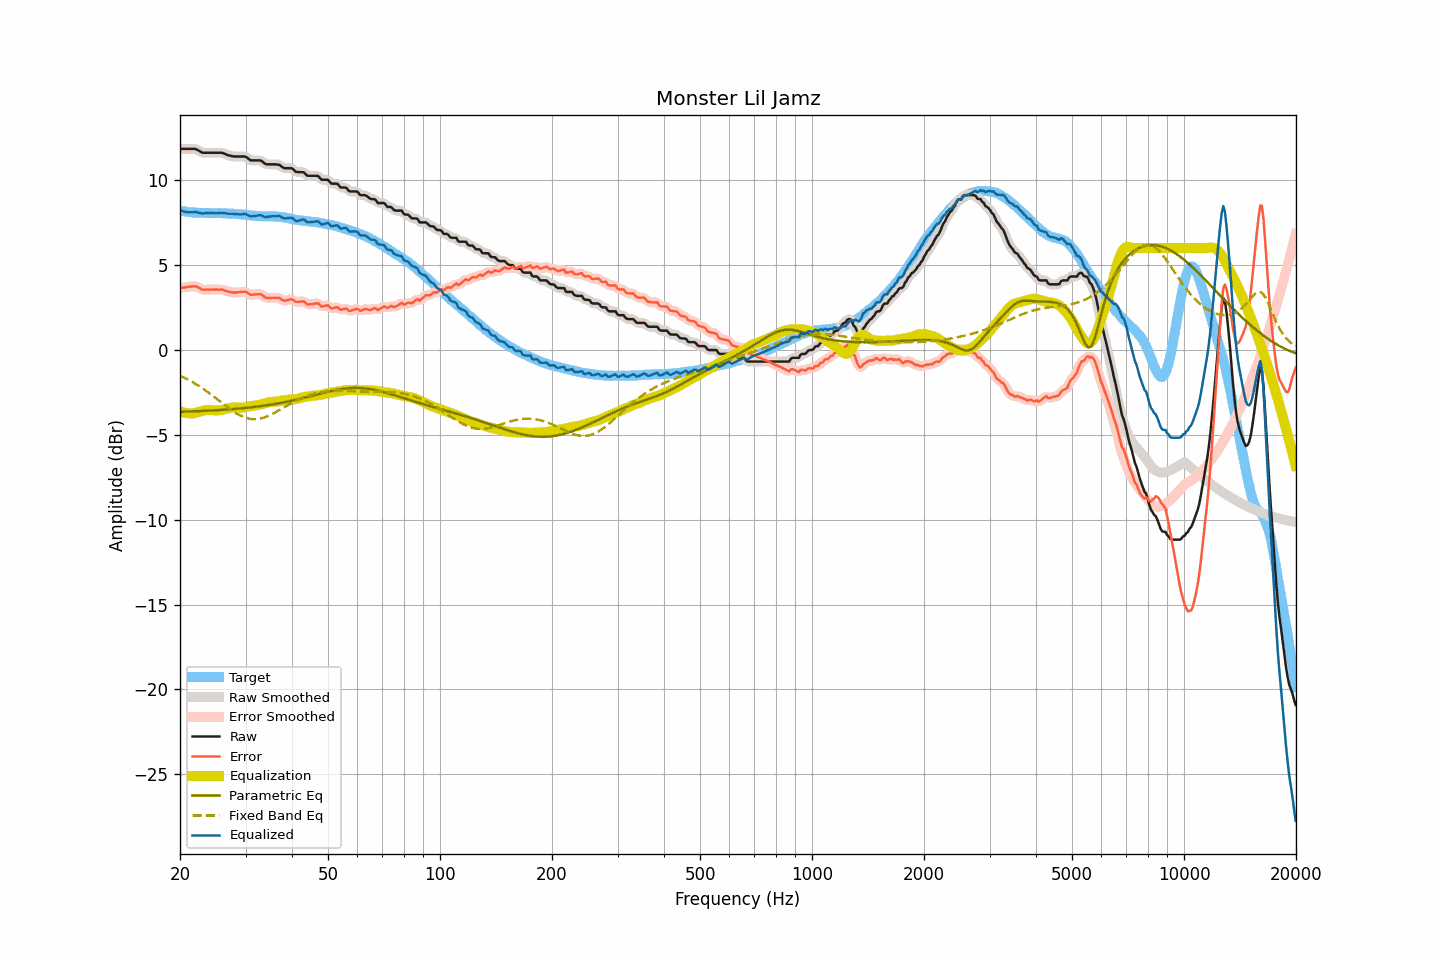 Monster Lil Jamz
Amplitude (dBr)
10
5
0
−5
−10
−15
−20
−25
Target
Raw Smoothed
Error Smoothed
Raw
Error
Equalization
Parametric Eq
Fixed Band Eq
Equalized
20 50 100 200 500 1000 2000 5000 10000 20000
Frequency (Hz)